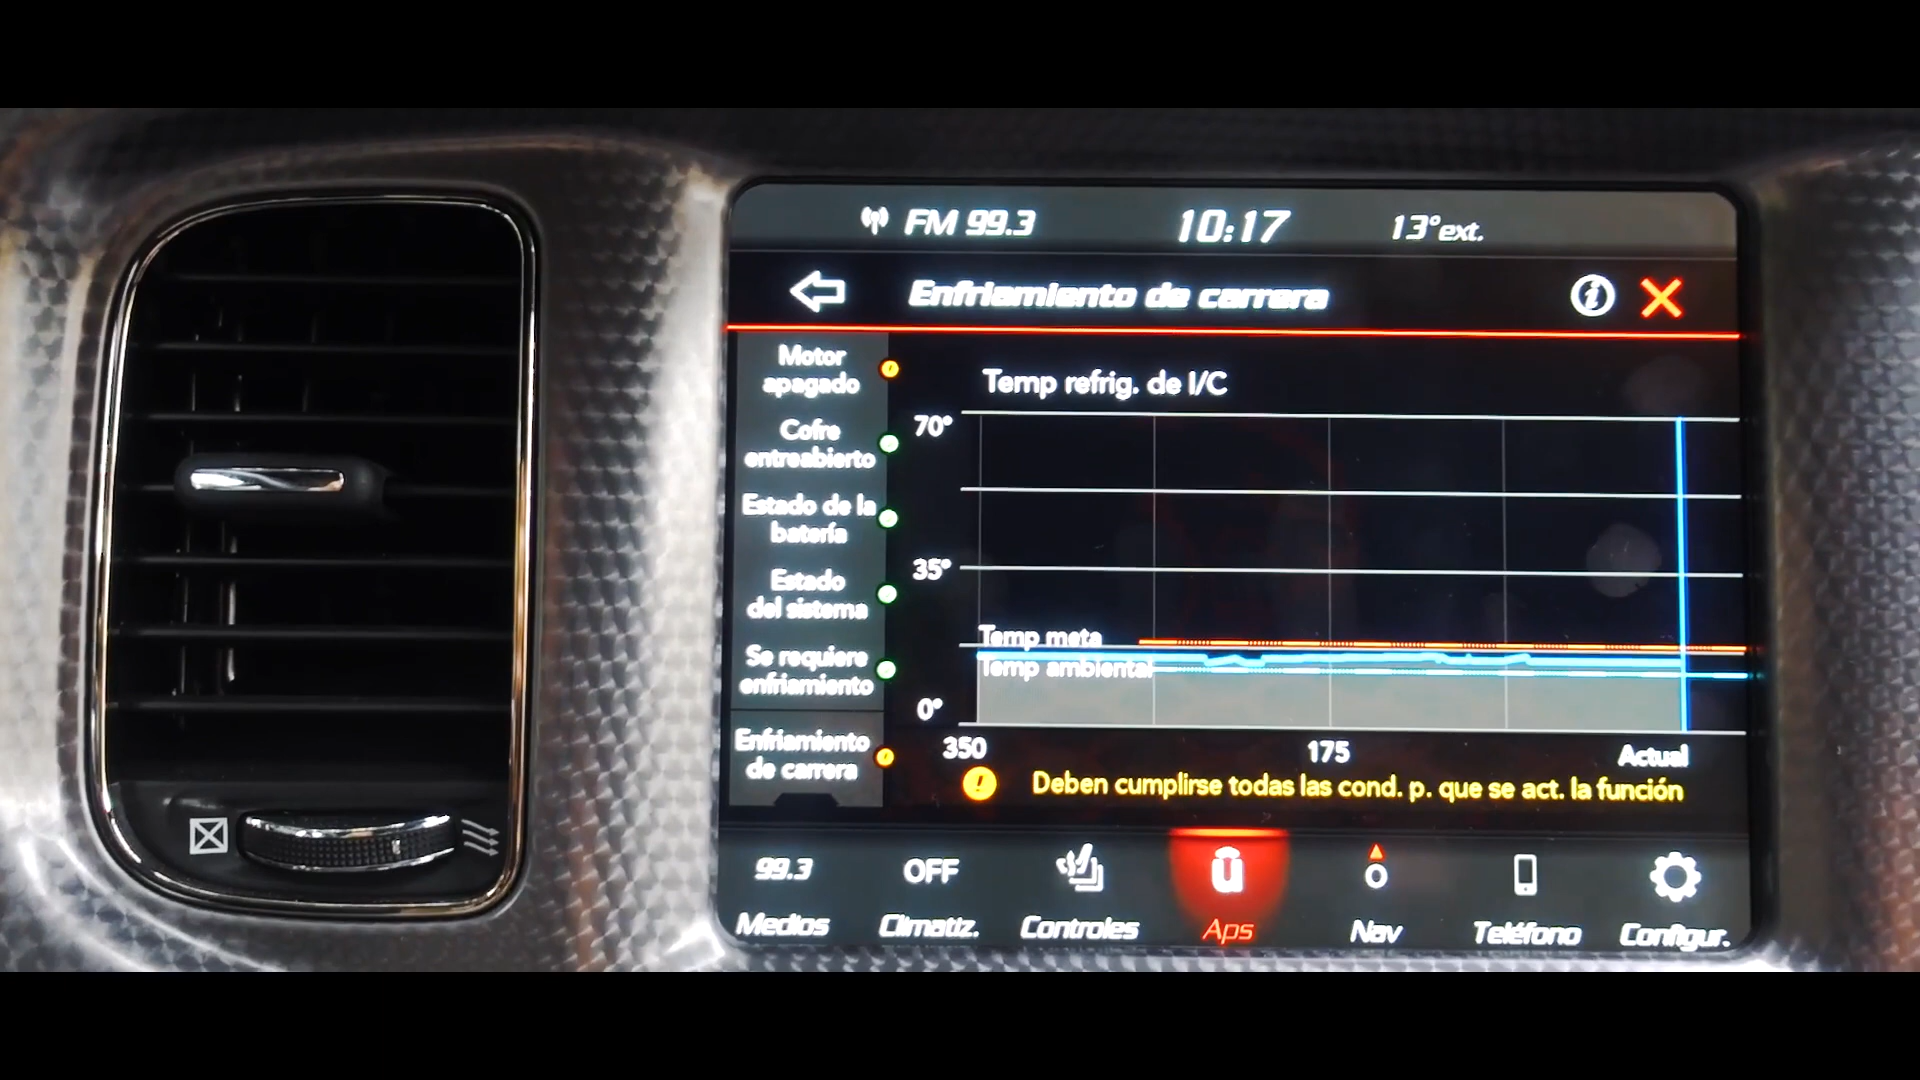 FM 99.3 10:17 13°ext.
Enfriamiento de carrera
Motor
apagado
Cofre
entreabierto
Estado de la
batería
Estado
del sistema
Se requiere
enfriamiento
Enfriamiento
de carrera
Temp refrig. de I/C
70°
35°
Temp meta
Temp ambiental
0°
350 175 Actual
Deben cumplirse todas las cond. p. que se act. la función
99.3 OFF
Medios Climatiz. Controles Aps Nav Teléfono Configur.